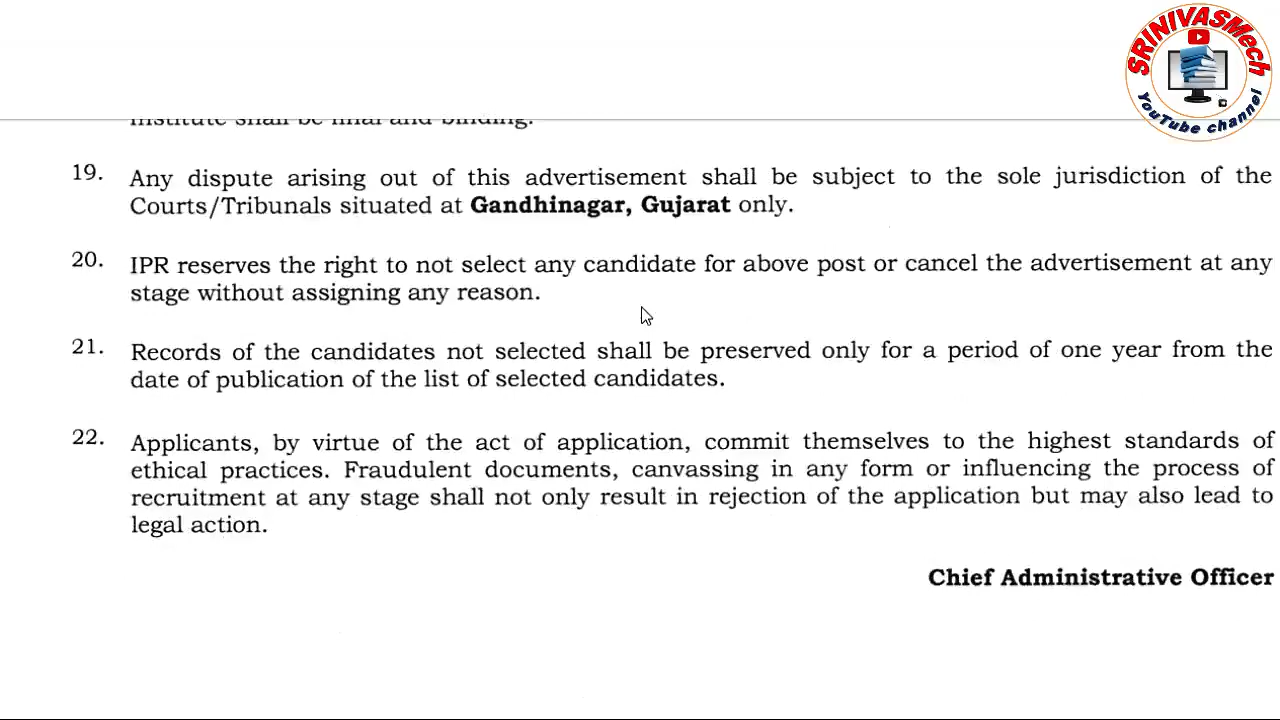 SRINIVASMech
YouTube channel
institute shall be final and binding.
19. Any dispute arising out of this advertisement shall be subject to the sole jurisdiction of the
Courts/Tribunals situated at Gandhinagar, Gujarat only.
20. IPR reserves the right to not select any candidate for above post or cancel the advertisement at any
stage without assigning any reason.
21. Records of the candidates not selected shall be preserved only for a period of one year from the
date of publication of the list of selected candidates.
22. Applicants, by virtue of the act of application, commit themselves to the highest standards of
ethical practices. Fraudulent documents, canvassing in any form or influencing the process of
recruitment at any stage shall not only result in rejection of the application but may also lead to
legal action.
Chief Administrative Officer